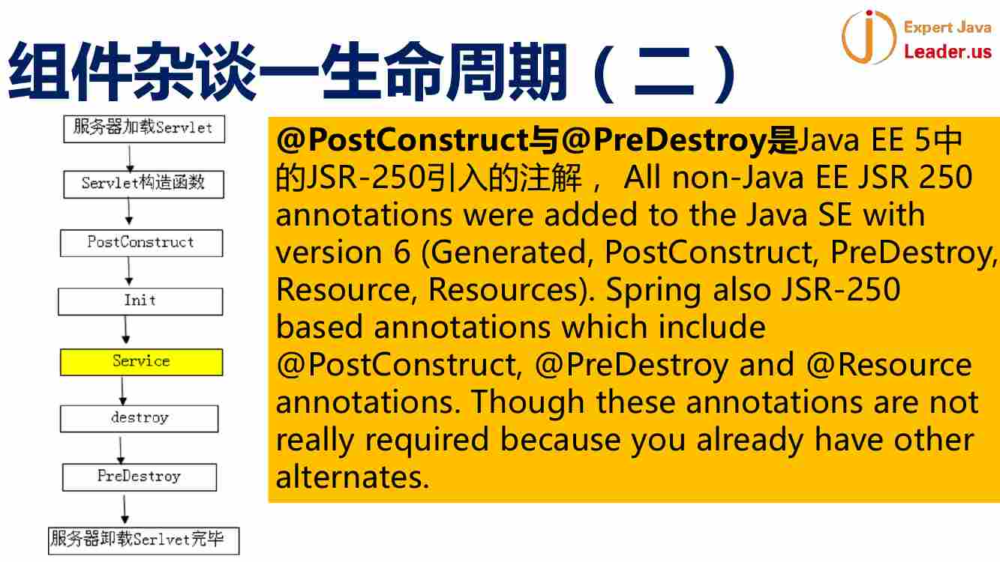 Expert Java
Leader.us
组件杂谈一生命周期（二）
服务器加载Servlet
Servlet构造函数
PostConstruct
Init
Service
destroy
PreDestroy
服务器卸载Serlvet完毕
@PostConstruct与@PreDestroy是Java EE 5中
的JSR-250引入的注解， All non-Java EE JSR 250
annotations were added to the Java SE with
version 6 (Generated, PostConstruct, PreDestroy,
Resource, Resources). Spring also JSR-250
based annotations which include
@PostConstruct, @PreDestroy and @Resource
annotations. Though these annotations are not
really required because you already have other
alternates.